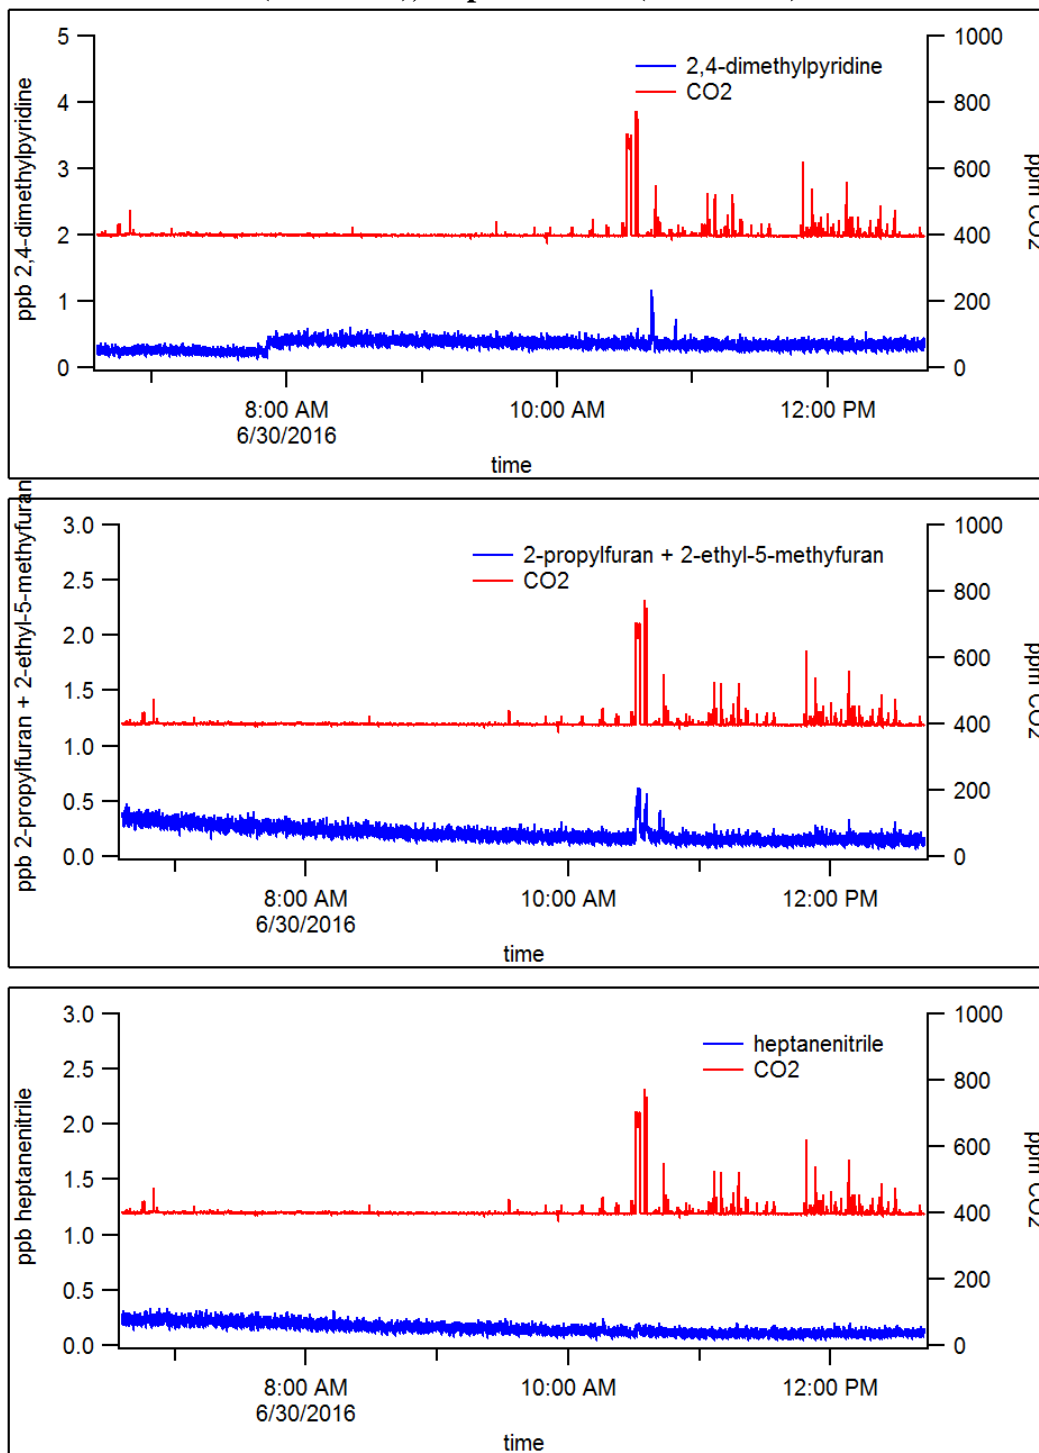 5
4
3
2
1
0
ppb 2,4-dimethylpyridine
2,4-dimethylpyridine
CO2
1000
800
600
400
200
0
ppm CO2
8:00 AM
6/30/2016
10:00 AM
12:00 PM
time
3.0
2.5
2.0
1.5
1.0
0.5
0.0
ppb 2-propylfuran + 2-ethyl-5-methyfuran
2-propylfuran + 2-ethyl-5-methyfuran
CO2
1000
800
600
400
200
0
ppm CO2
8:00 AM
6/30/2016
10:00 AM
12:00 PM
time
3.0
2.5
2.0
1.5
1.0
0.5
0.0
ppb heptanenitrile
heptanenitrile
CO2
1000
800
600
400
200
0
ppm CO2
8:00 AM
6/30/2016
10:00 AM
12:00 PM
time